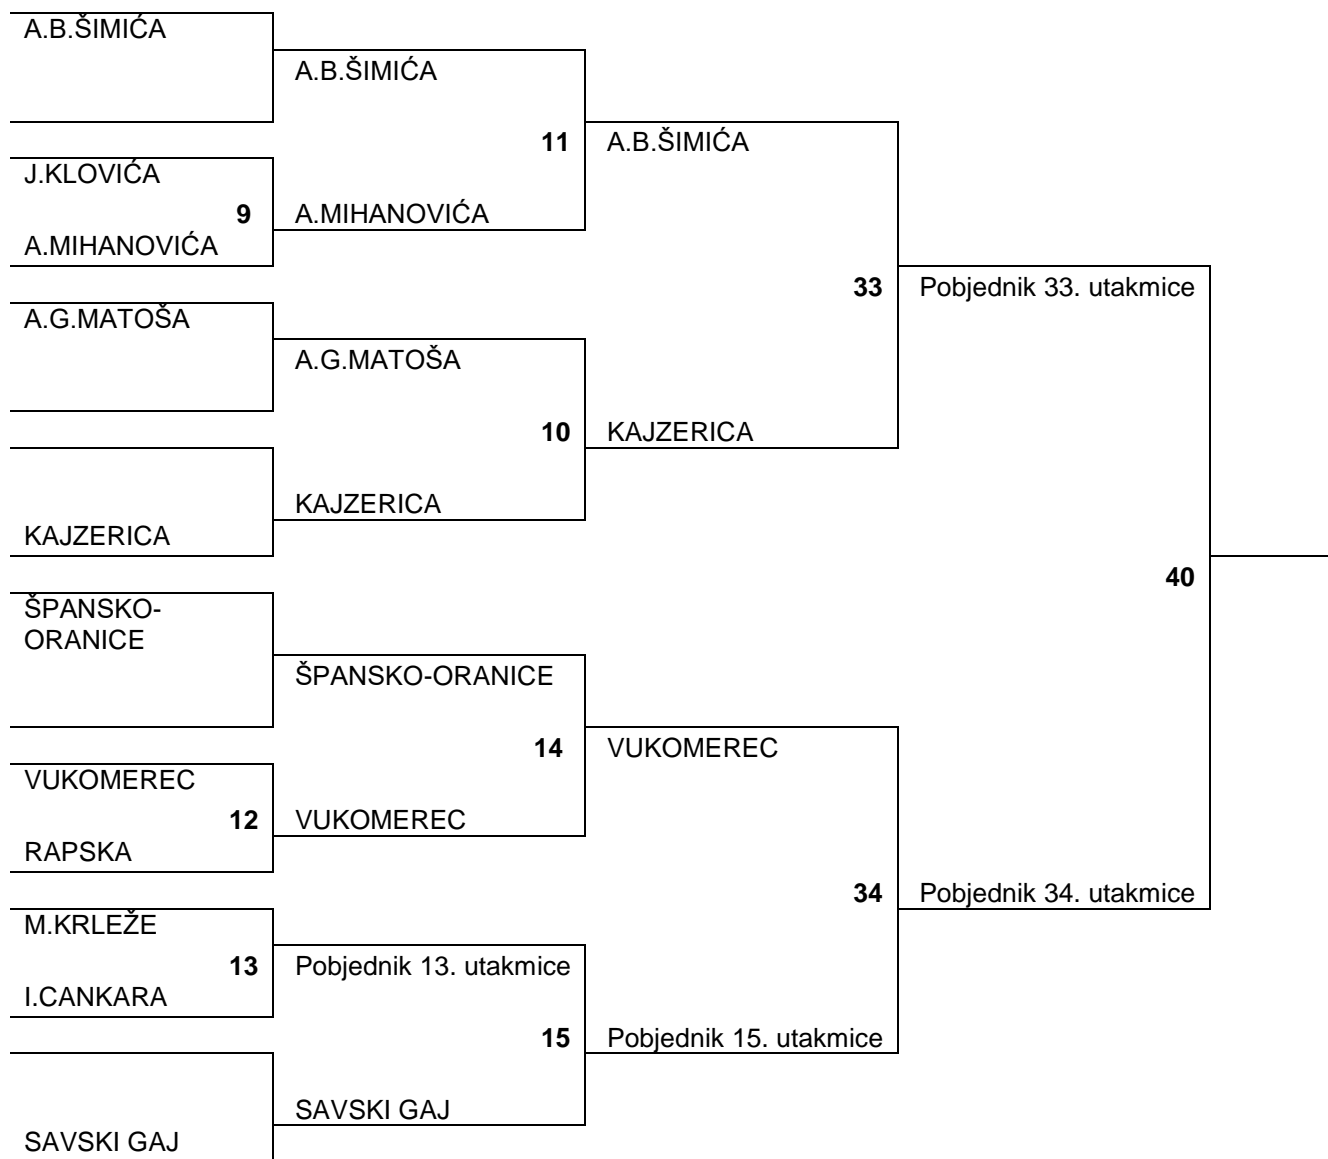 A.B.ŠIMIĆA
A.B.ŠIMIĆA
11
A.B.ŠIMIĆA
J.KLOVIĆA
9
A.MIHANOVIĆA
A.MIHANOVIĆA
33
Pobjednik 33. utakmice
A.G.MATOŠA
A.G.MATOŠA
10
KAJZERICA
KAJZERICA
KAJZERICA
40
ŠPANSKO-
ORANICE
ŠPANSKO-ORANICE
14
VUKOMEREC
VUKOMEREC
12
VUKOMEREC
RAPSKA
34
Pobjednik 34. utakmice
M.KRLEŽE
13
Pobjednik 13. utakmice
I.CANKARA
15
Pobjednik 15. utakmice
SAVSKI GAJ
SAVSKI GAJ